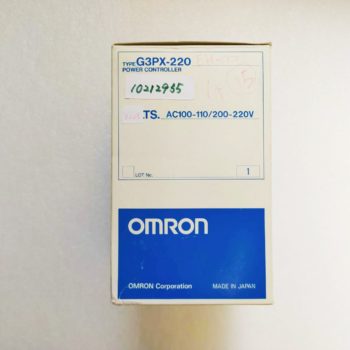 TYPE G3PX-220
POWER CONTROLLER
10212985
.TS. AC100-110/200-220V
LOT No. 1
OMRON
OMRON Corporation MADE IN JAPAN